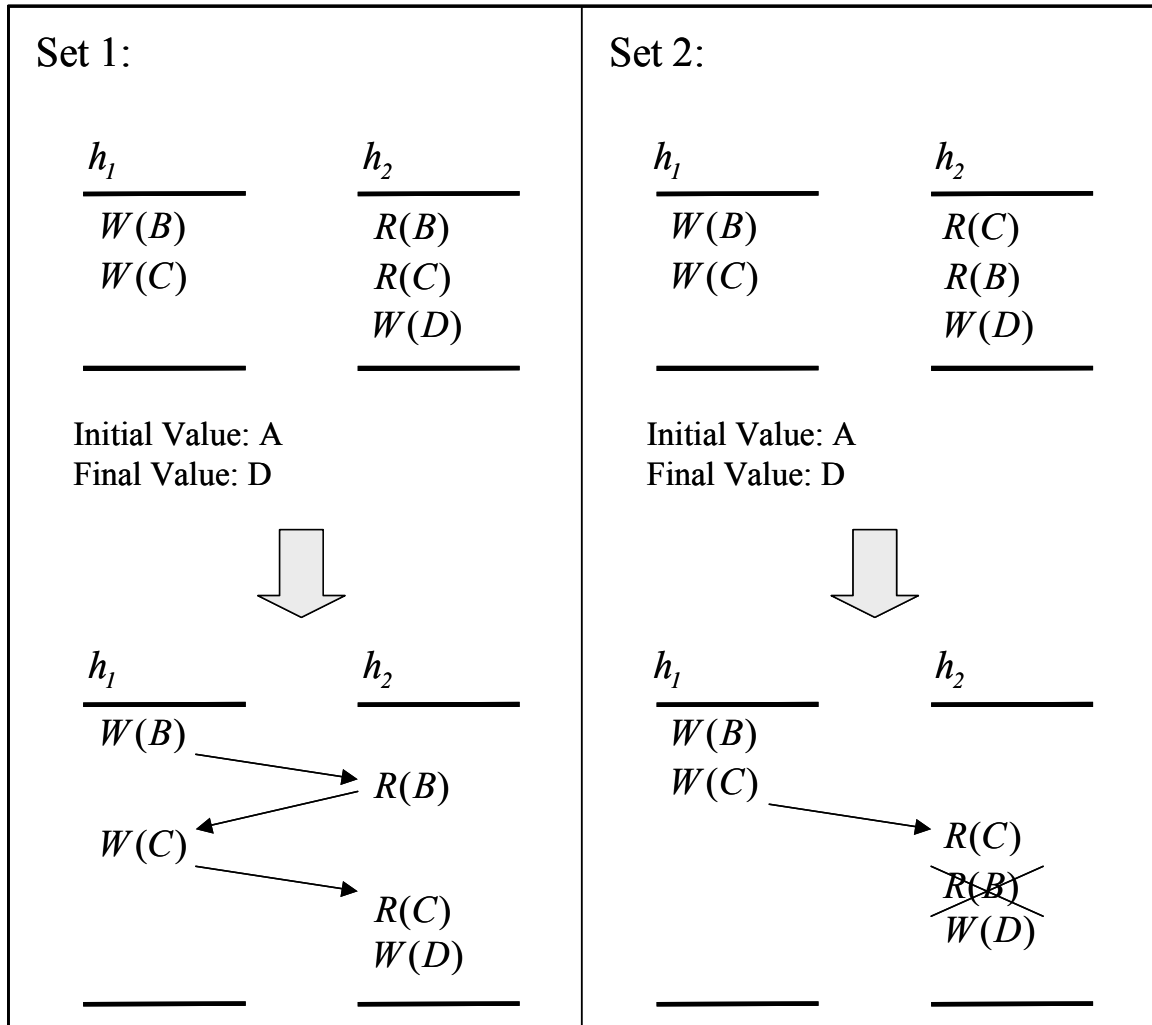 Set 1:
h1 h2
W(B) R(B)
W(C) R(C)
W(D)
Initial Value: A
Final Value: D
h1 h2
W(B)
R(B)
W(C)
R(C)
W(D)
Set 2:
h1 h2
W(B) R(C)
W(C) R(B)
W(D)
Initial Value: A
Final Value: D
h1 h2
W(B)
W(C)
R(C)
R(B)
W(D)